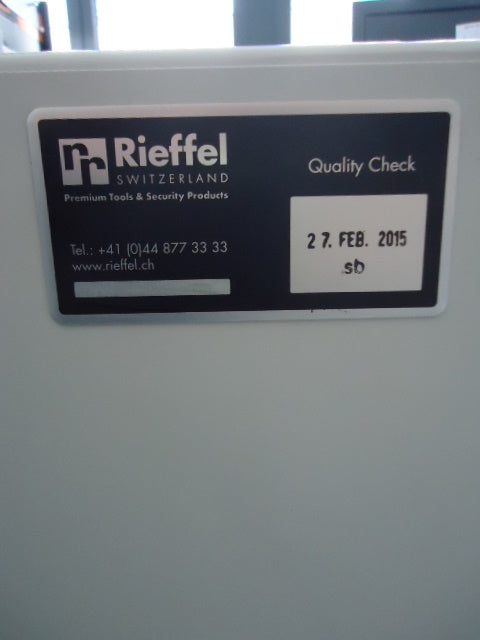 Rieffel
SWITZERLAND
Premium Tools & Security Products
Tel.: +41 (0)44 877 33 33
www.rieffel.ch
Quality Check
27. FEB. 2015
sb